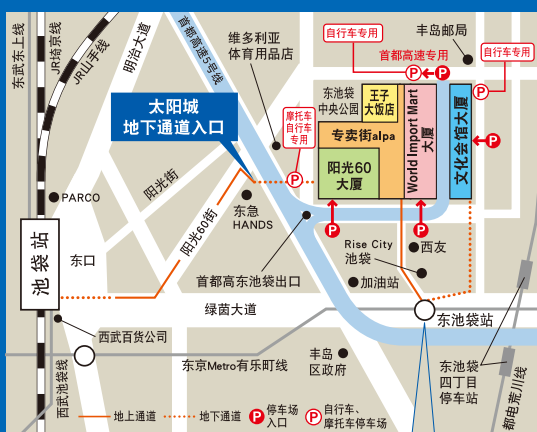 东武东上线
JR埼京线
JR山手线
明治大道
首都高速5号线
维多利亚
体育用品店
自行车专用
丰岛邮局
首都高速专用
自行车专用
P
P
P
太阳城
地下通道入口
摩托车
自行车
专用
P
东池袋
中央公园
王子
大饭店
专卖街alpa
World Import Mart
大厦
文化会馆大厦
P
阳光60
大厦
PARCO
阳光街
东急
HANDS
阳光60街
P
P
池袋站
东口
首都高东池袋出口
Rise City
池袋
西友
加油站
绿茵大道
东池袋站
西武百货公司
东京Metro有乐町线
丰岛
区政府
东池袋
四丁目
停车站
西武池袋线
都电荒川线
地上通道
地下通道
P
停车场
入口
P
自行车、
摩托车停车场